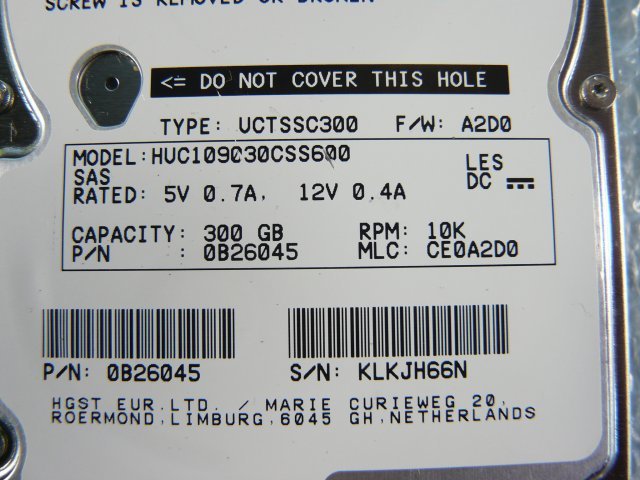 SCREW IS REMOVED OR BROKEN
<= DO NOT COVER THIS HOLE
TYPE: UCTSSC300 F/W: A2D0
MODEL:HUC109030CSS600
SAS
LES
RATED: 5V 0.7A, 12V 0.4A
DC
CAPACITY: 300 GB RPM: 10K
P/N : 0B26045 MLC: CE0A2D0
P/N: 0B26045 S/N: KLKJH66N
HGST EUR.LTD. / MARIE CURIEWEG 20,
ROERMOND,LIMBURG,6045 GH,NETHERLANDS